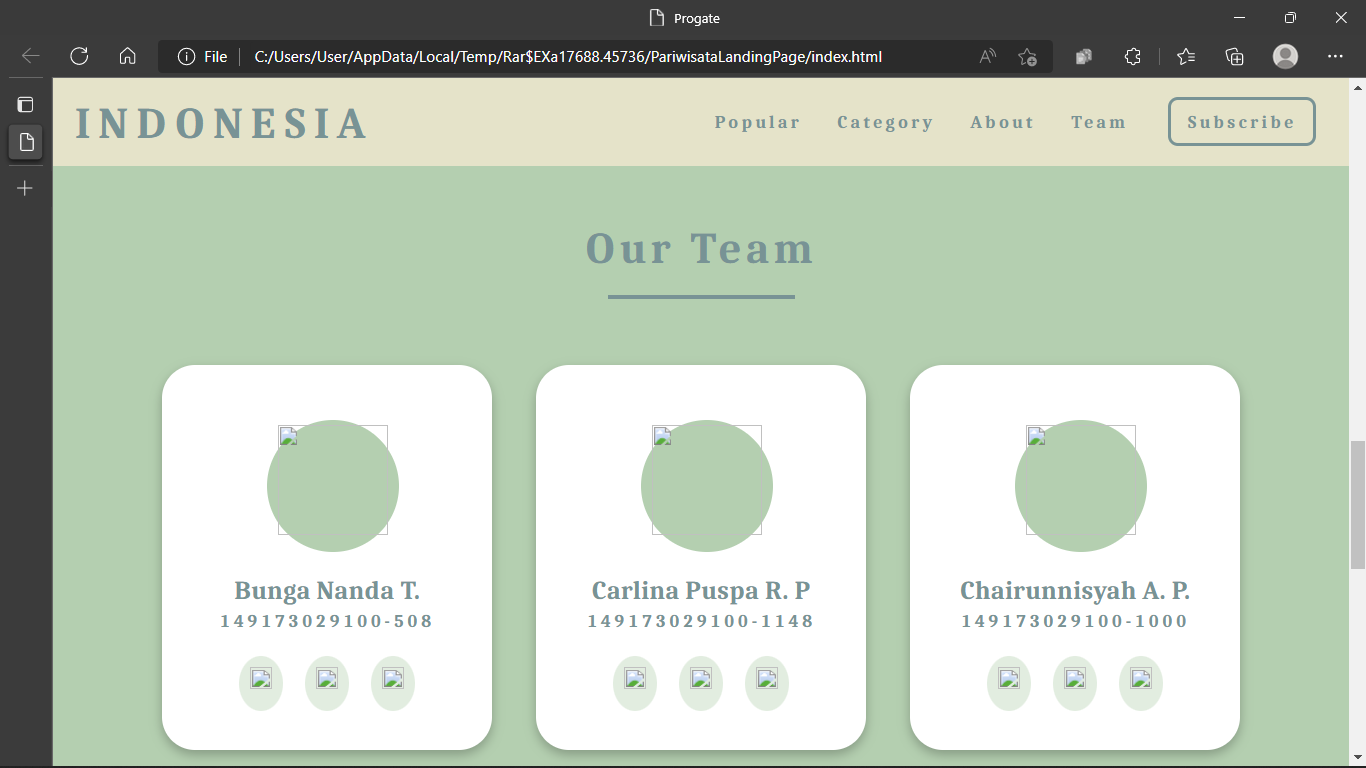 Progate
File C:/Users/User/AppData/Local/Temp/Rar$EXa17688.45736/PariwisataLandingPage/index.html
INDONESIA Popular Category About Team Subscribe
Our Team
Bunga Nanda T. Carlina Puspa R. P Chairunnisyah A. P.
149173029100-508 149173029100-1148 149173029100-1000